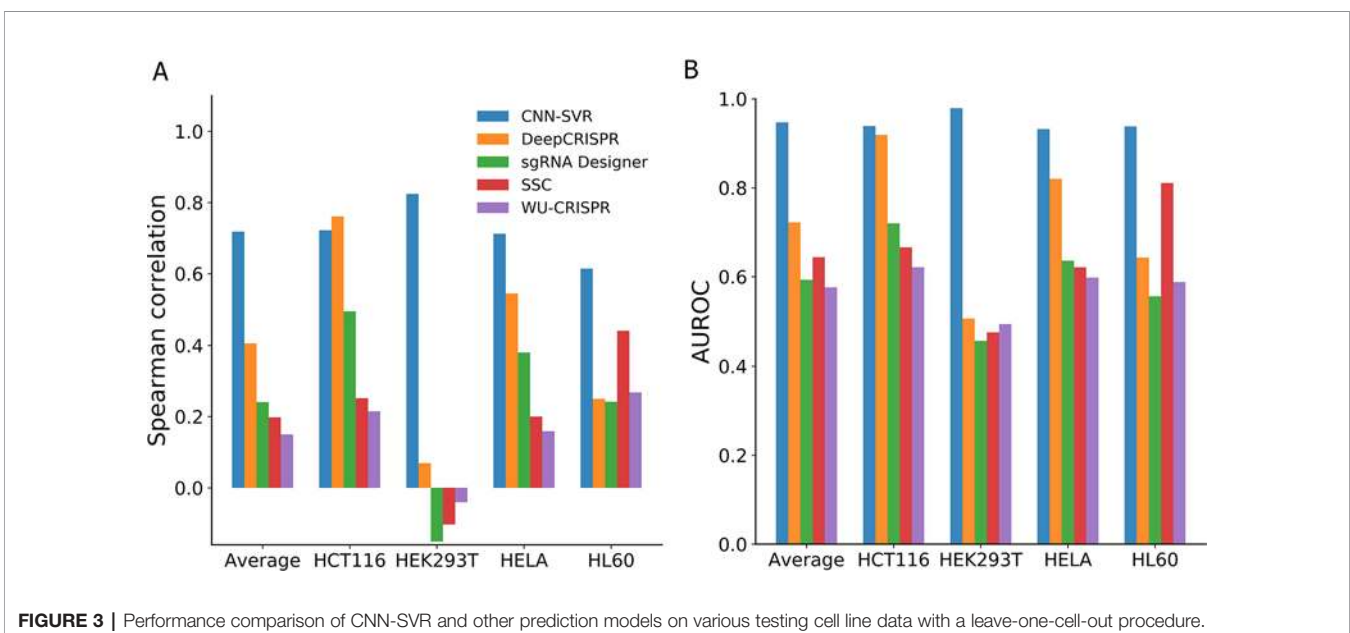 A
B
CNN-SVR
DeepCRISPR
sgRNA Designer
SSC
WU-CRISPR
Spearman correlation
1.0
0.8
0.6
0.4
0.2
0.0
Average HCT116 HEK293T HELA HL60
AUROC
1.0
0.8
0.6
0.4
0.2
0.0
Average HCT116 HEK293T HELA HL60
FIGURE 3 | Performance comparison of CNN-SVR and other prediction models on various testing cell line data with a leave-one-cell-out procedure.